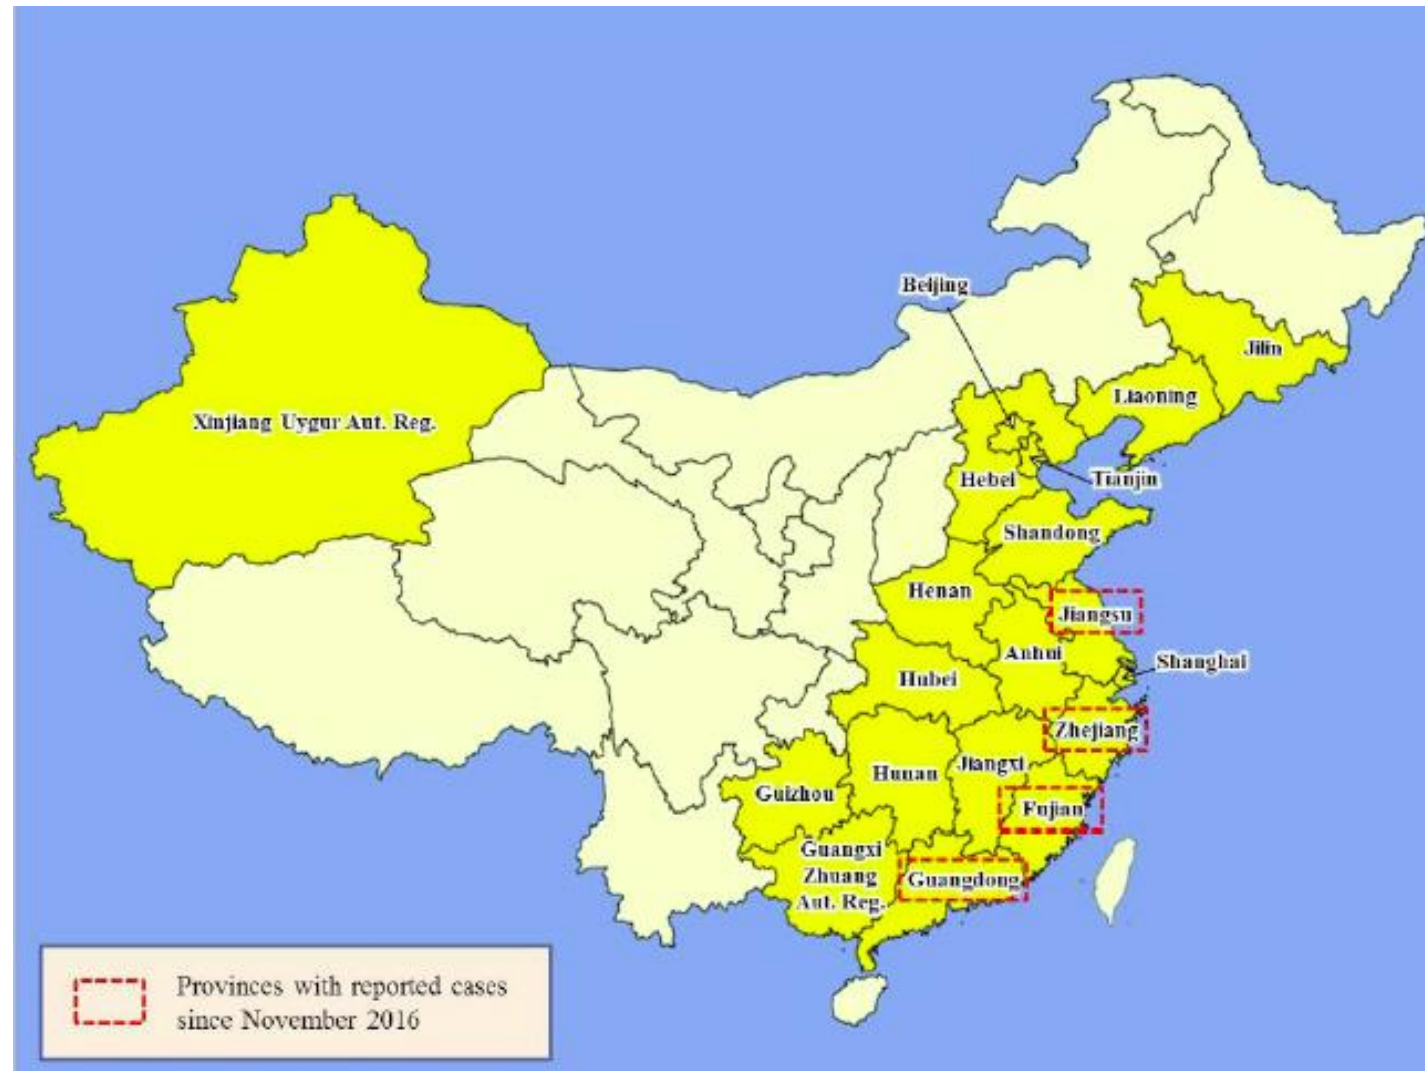 Beijing
Jilin
Liaoning
Xinjiang Uygur Aut. Reg.
Hebei
Tianjin
Shandong
Henan
Jiangsu
Anhui
Shanghai
Hubei
Zhejiang
Jiangxi
Hunan
Guizhou
Fujian
Guangxi
Zhuang
Aut. Reg.
Guangdong
Provinces with reported cases
since November 2016